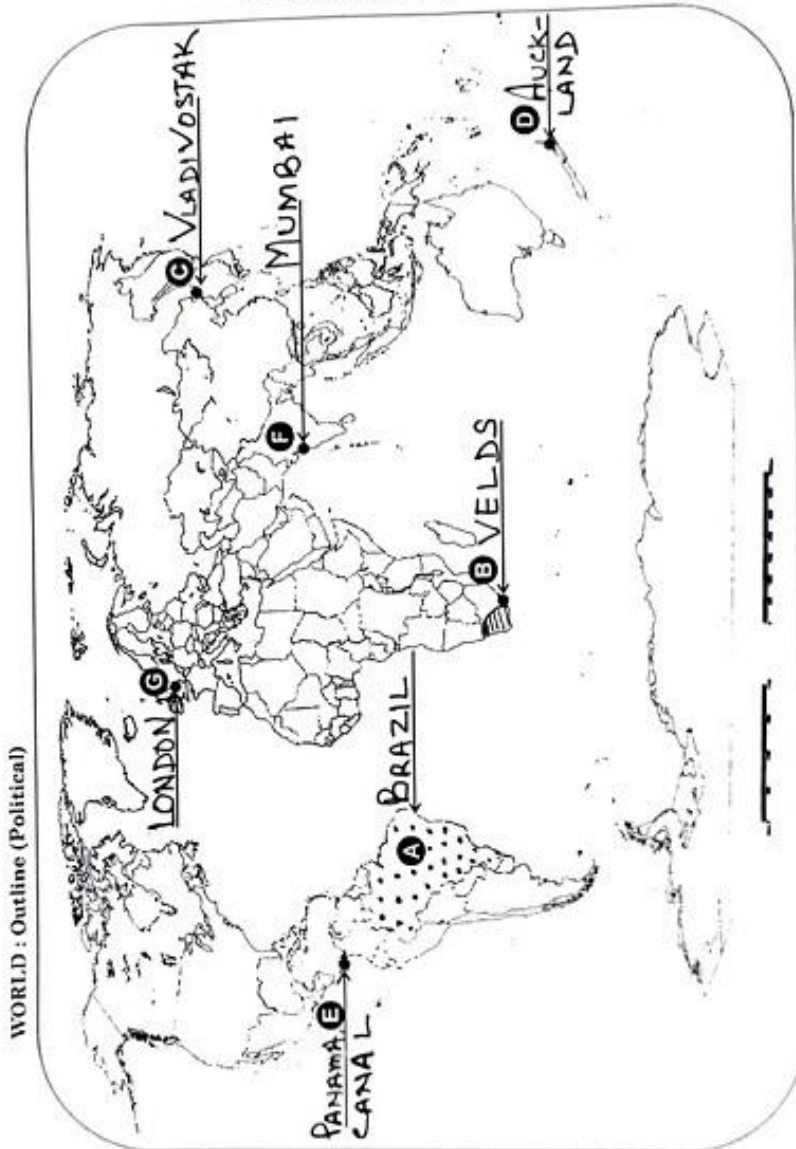 WORLD : Outline (Political)
PANAMA
CANAL
E
LONDON
G
BRAZIL
A
VELDS
B
MUMBAI
F
VLADIVOSTAK
C
AUCK-
LAND
D